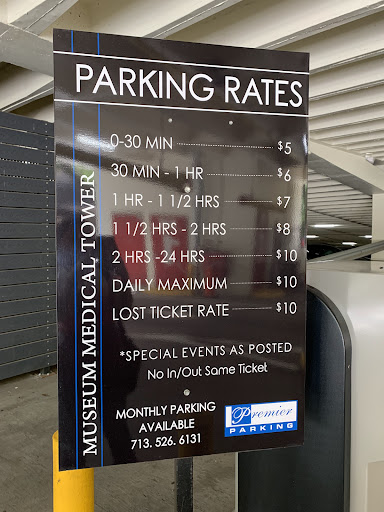 PARKING RATES
0-30 MIN $5
30 MIN - 1 HR $6
1 HR - 1 1/2 HRS $7
1 1/2 HRS - 2 HRS $8
2 HRS -24 HRS $10
DAILY MAXIMUM $10
LOST TICKET RATE $10
*SPECIAL EVENTS AS POSTED
No In/Out Same Ticket
MONTHLY PARKING
AVAILABLE
713. 526. 6131
Premier
PARKING
MUSEUM MEDICAL TOWER